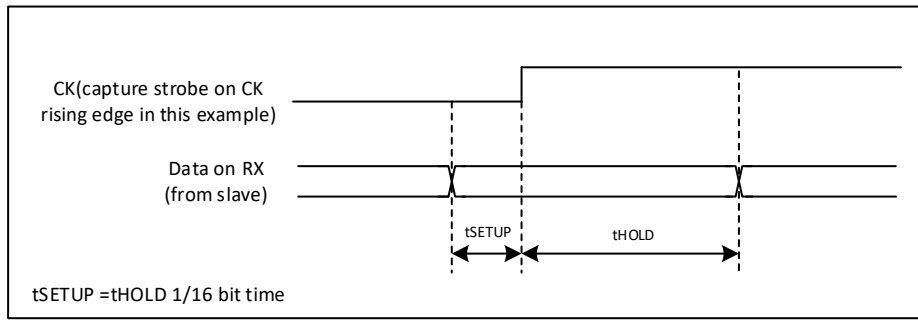 CK(capture strobe on CK
rising edge in this example)
Data on RX
(from slave)
tSETUP
tHOLD
tSETUP =tHOLD 1/16 bit time